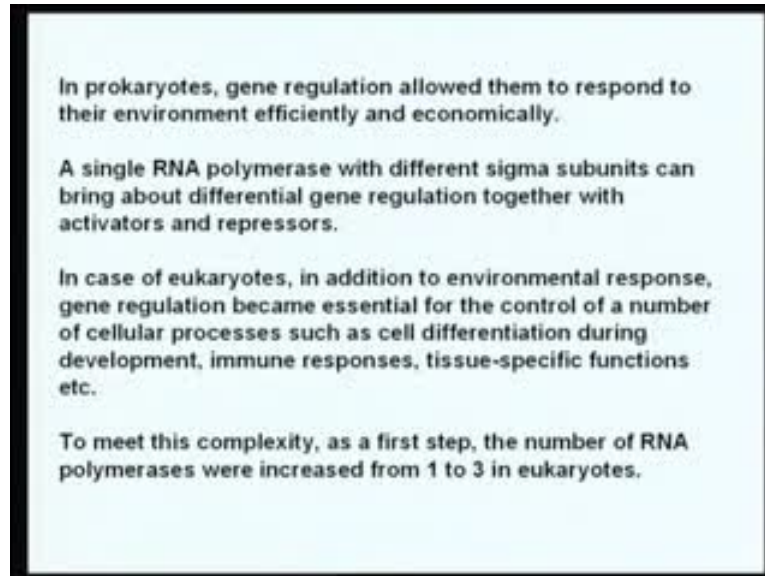 In prokaryotes, gene regulation allowed them to respond to
their environment efficiently and economically.
A single RNA polymerase with different sigma subunits can
bring about differential gene regulation together with
activators and repressors.
In case of eukaryotes, in addition to environmental response,
gene regulation became essential for the control of a number
of cellular processes such as cell differentiation during
development, immune responses, tissue-specific functions
etc.
To meet this complexity, as a first step, the number of RNA
polymerases were increased from 1 to 3 in eukaryotes.